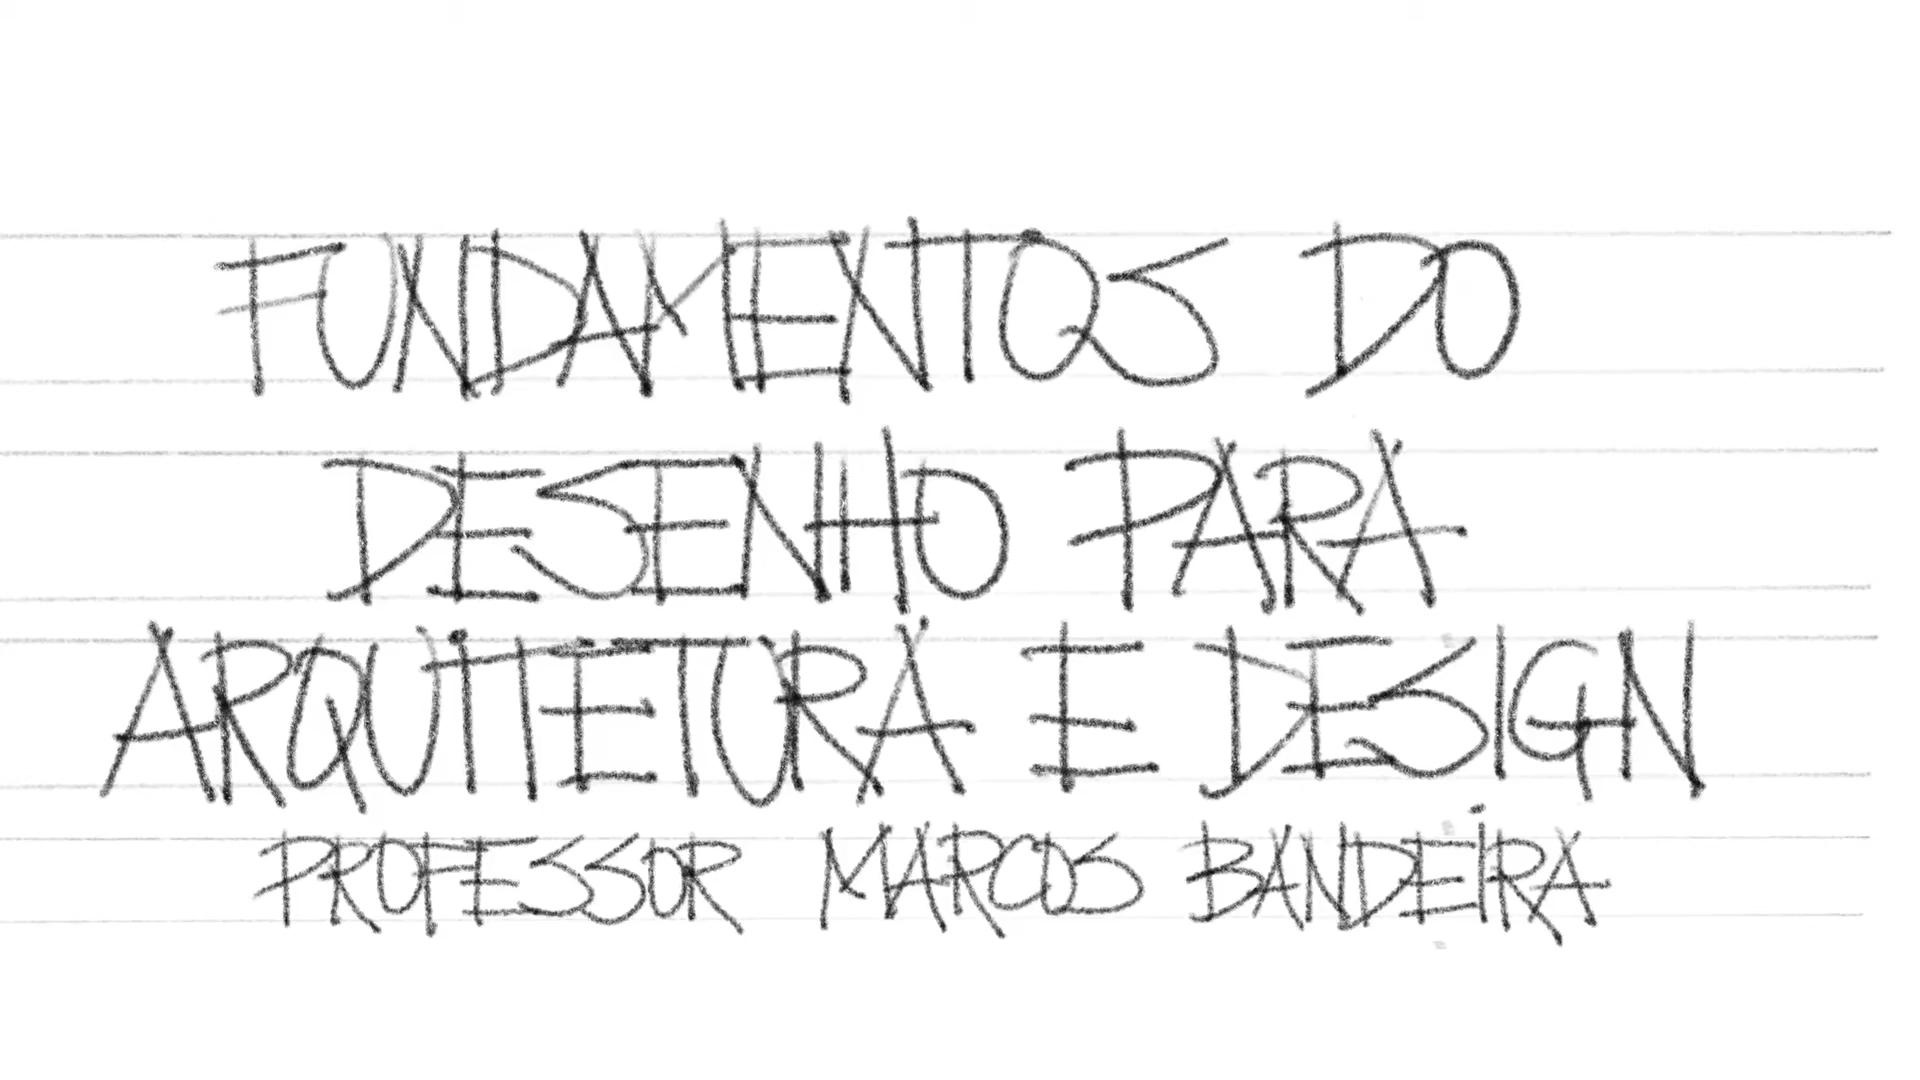 FUNDAMENTOS DO
DESENHO PARA
ARQUITETURA E DESIGN
PROFESSOR MARCOS BANDEIRA